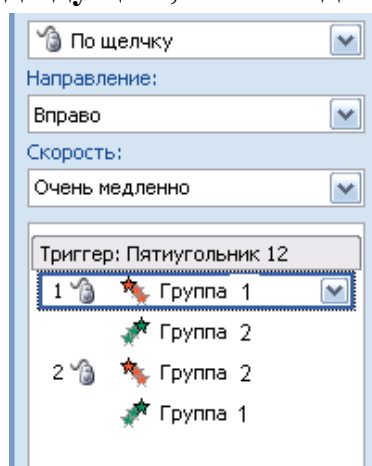 По щелчку
Направление:
Вправо
Скорость:
Очень медленно
Триггер: Пятиугольник 12
1 Группа 1
Группа 2
2 Группа 2
Группа 1